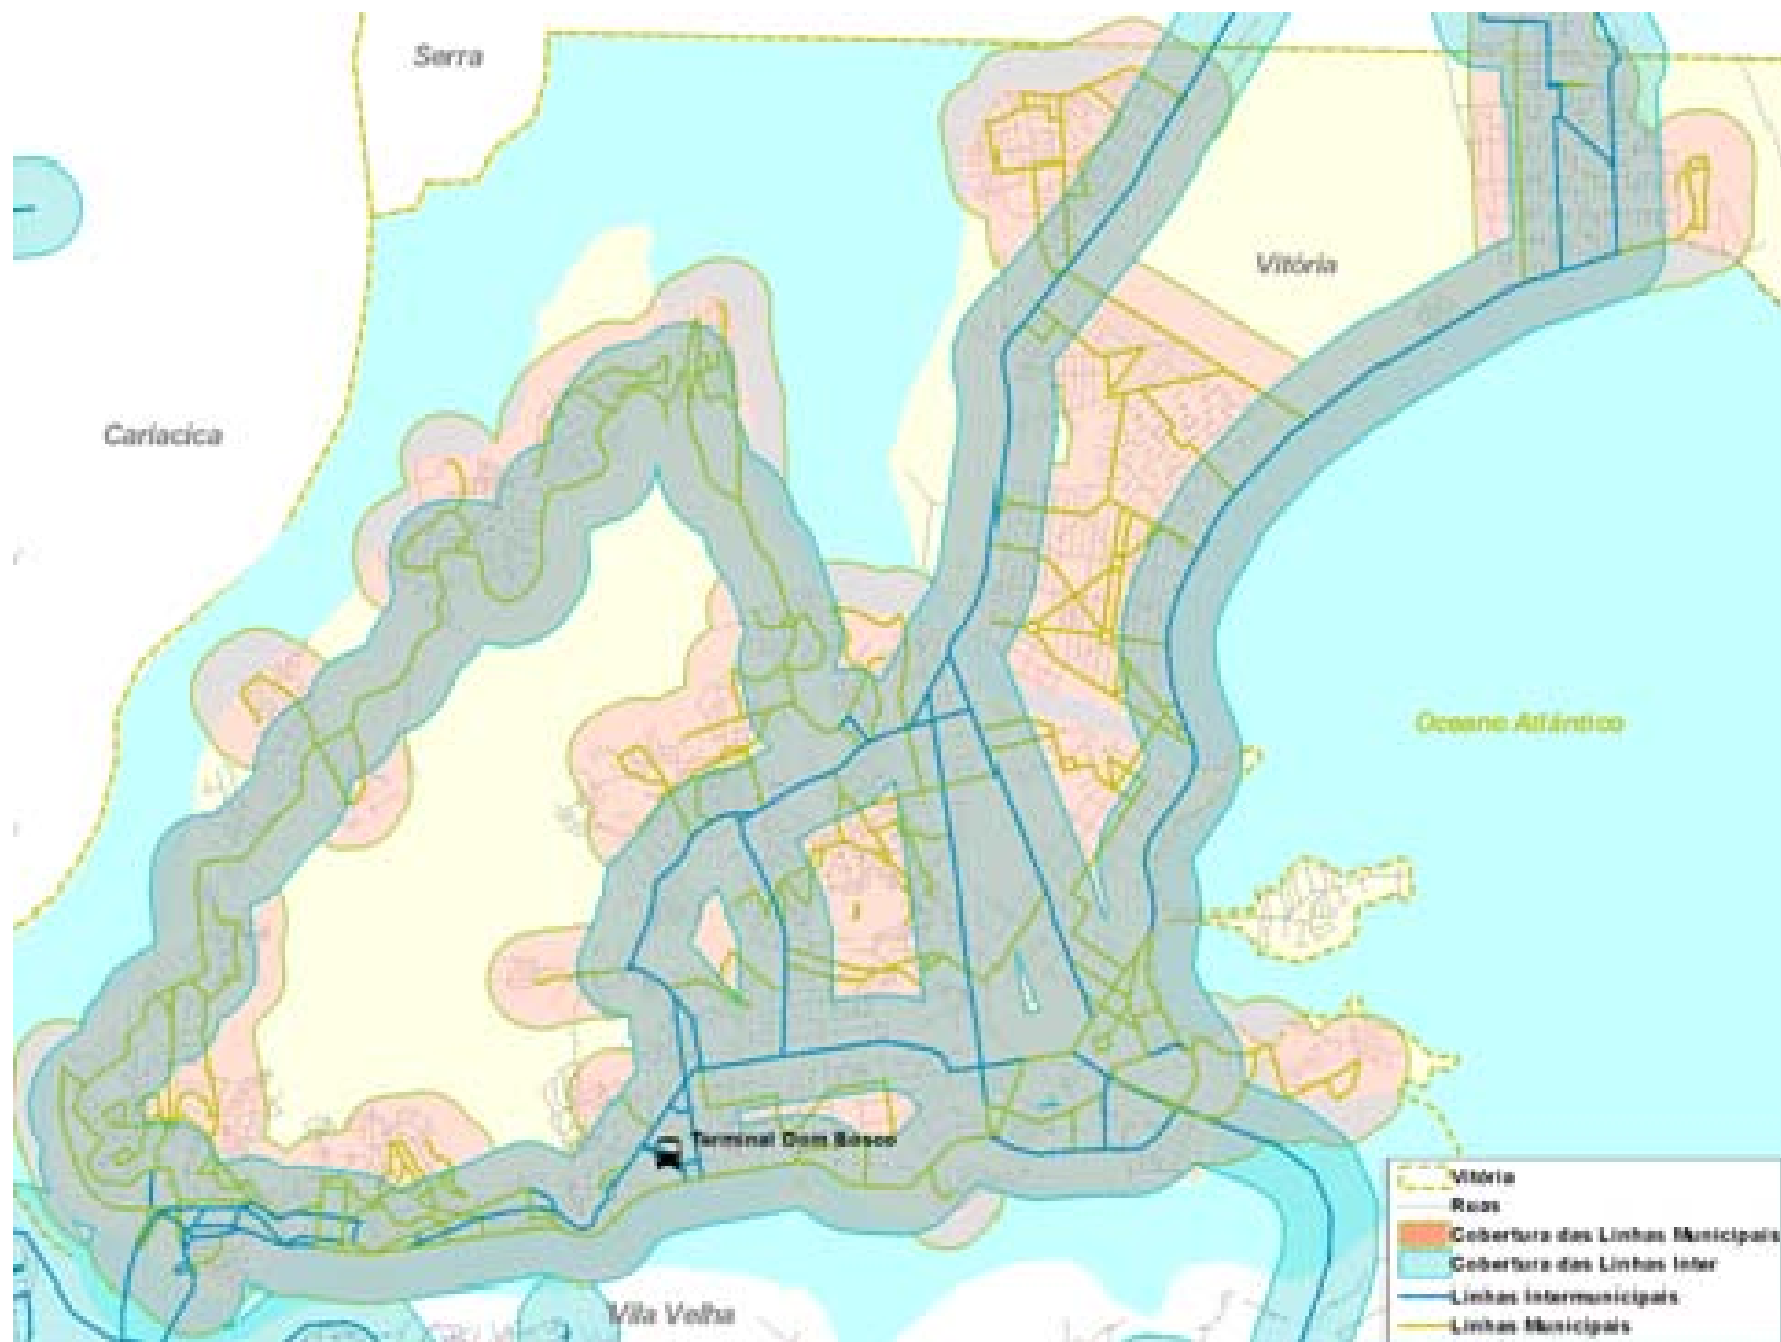 Serra
Vitória
Cariacica
Oceano Atlântico
Terminal Dom Bosco
Vila Velha
Vitória
Ruas
Cobertura das Linhas Municipais
Cobertura das Linhas Inter
Linhas Intermunicipais
Linhas Municipais